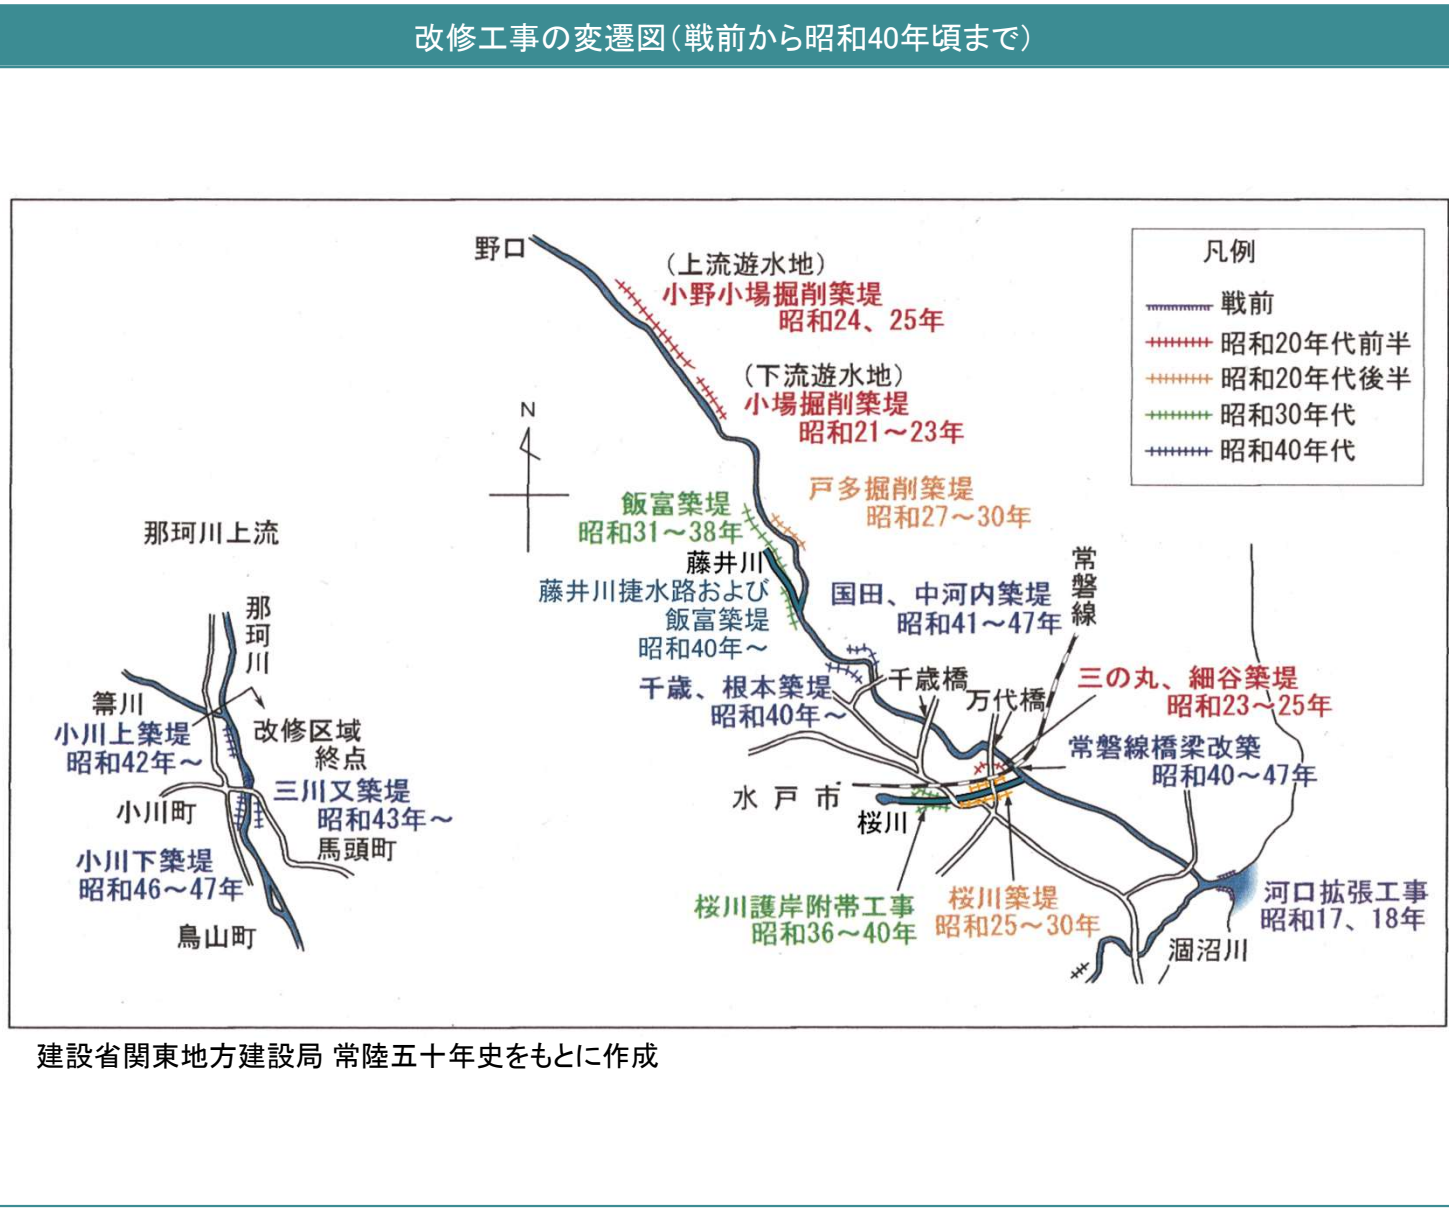 改修工事の変遷図(戦前から昭和40年頃まで)
野口
(上流遊水地)
小野小場掘削築堤
昭和24、25年
(下流遊水地)
小場掘削築堤
昭和21〜23年
凡例
戦前
昭和20年代前半
昭和20年代後半
昭和30年代
昭和40年代
N
戸多掘削築堤
昭和27〜30年
飯富築堤
昭和31〜38年
藤井川
藤井川捷水路および
飯富築堤
昭和40年〜
国田、中河内築堤
昭和41〜47年
常磐線
千歳、根本築堤
昭和40年〜
千歳橋
万代橋
三の丸、細谷築堤
昭和23〜25年
常磐線橋梁改築
昭和40〜47年
水戸市
桜川
桜川護岸附帯工事
昭和36〜40年
桜川築堤
昭和25〜30年
河口拡張工事
昭和17、18年
涸沼川
那珂川上流
那珂川
箒川
小川上築堤
昭和42年〜
改修区域
終点
小川町
三川又築堤
昭和43年〜
馬頭町
小川下築堤
昭和46〜47年
烏山町
建設省関東地方建設局 常陸五十年史をもとに作成